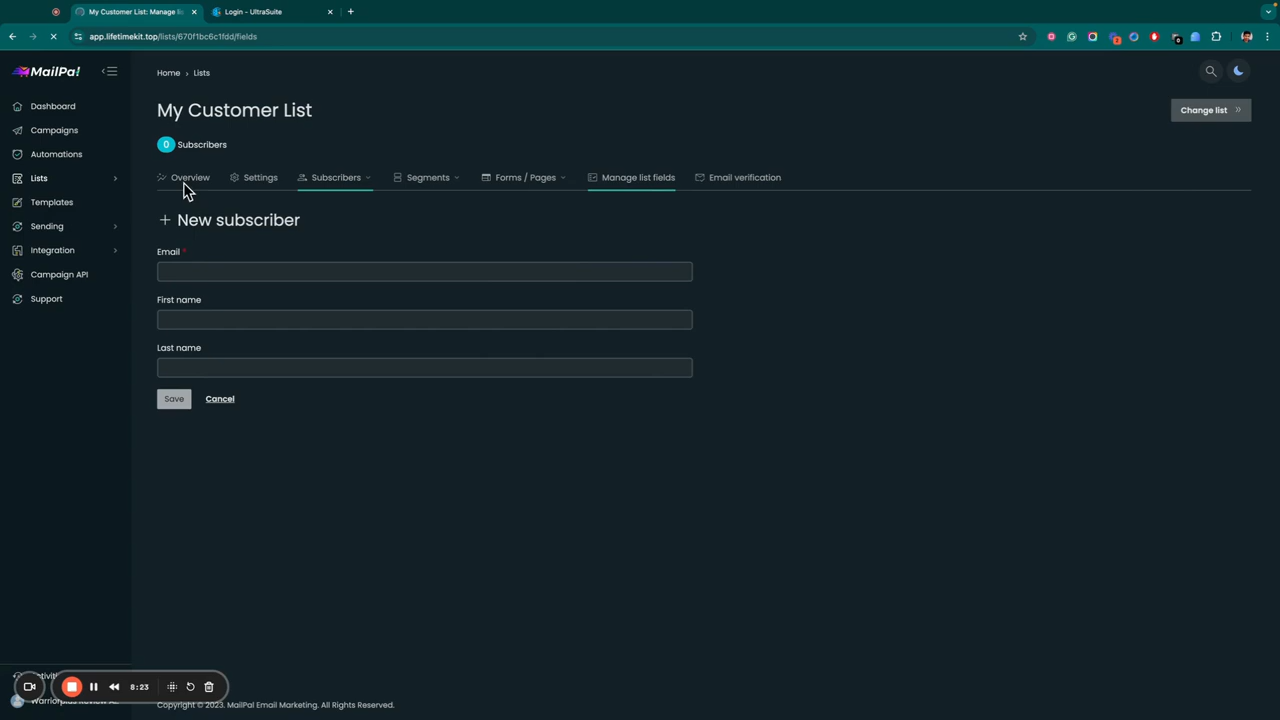 My Customer List: Manage li
Login - UltraSuite
app.lifetimekit.top/lists/670f1bc6c1fdd/fields
MailPal
Home › Lists
My Customer List
Change list »
0 Subscribers
Overview
Settings
Subscribers
Segments
Forms / Pages
Manage list fields
Email verification
Dashboard
Campaigns
Automations
Lists
Templates
Sending
Integration
Campaign API
Support
+ New subscriber
Email *
First name
Last name
Save
Cancel
8:23
Copyright © 2023. MailPal Email Marketing. All Rights Reserved.